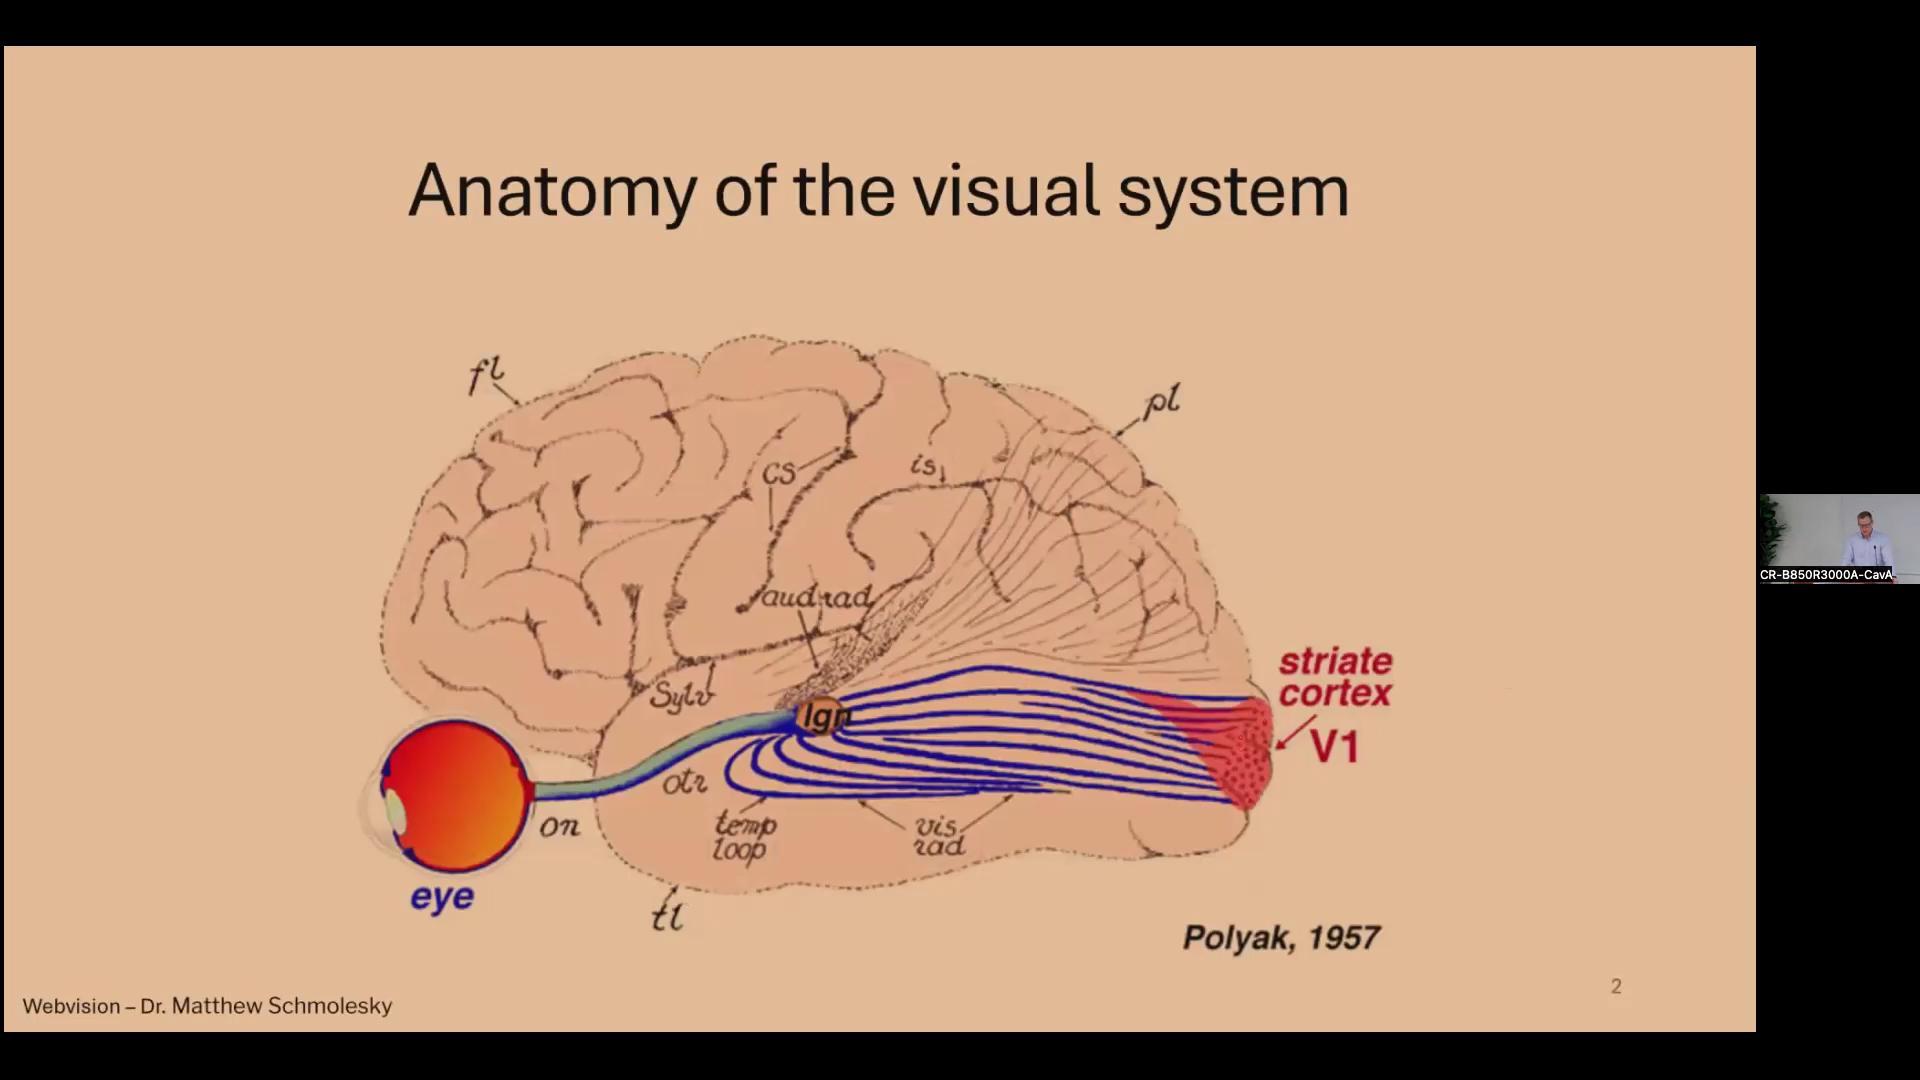 Anatomy of the visual system
fl
pl
cs
is
aud rad
Sylv
lgn
striate
cortex
V1
otr
on
temp
loop
vis
rad
eye
tl
Polyak, 1957
2
Webvision – Dr. Matthew Schmolesky
CR-B850R3000A-CavA